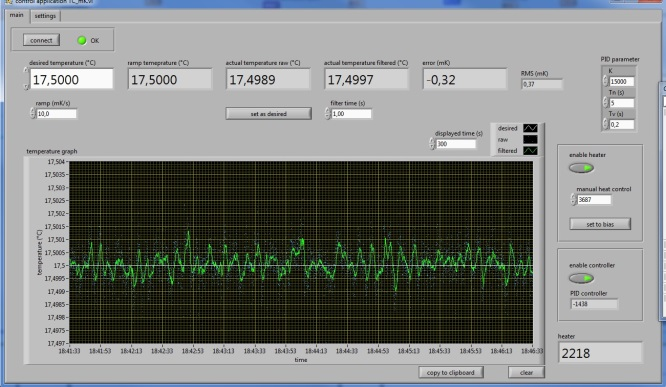 control application TC_mK.vi
main settings
connect OK
desired temperature (°C) ramp temeprature (°C) actual temperature raw (°C) actual temperature filtered (°C) error (mK) RMS (mK) PID parameter
17,5000 17,5000 17,4989 17,4997 -0,32 0,37
K
15000
Tn (s)
5
Tv (s)
0,2
ramp (mK/s) filter time (s)
10,0 set as desired 1,00
displayed time (s)
300
desired
raw
filtered
temperature graph
temperature (°C)
17,504
17,5035
17,503
17,5025
17,502
17,5015
17,501
17,5005
17,5
17,4995
17,499
17,4985
17,498
17,4975
17,497
18:41:33 18:41:53 18:42:13 18:42:33 18:42:53 18:43:13 18:43:33 18:43:53 18:44:13 18:44:33 18:44:53 18:45:13 18:45:33 18:45:53 18:46:13 18:46:33
time
copy to clipboard clear
enable heater
manual heat control
3687
set to bias
enable controller
PID controller
-1438
heater
2218